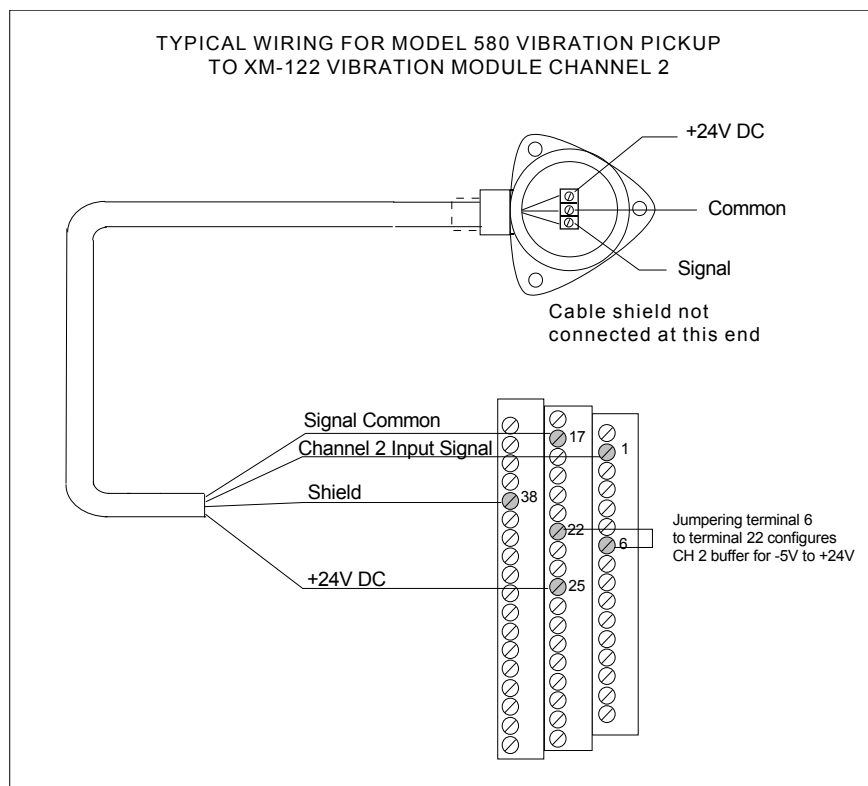 TYPICAL WIRING FOR MODEL 580 VIBRATION PICKUP
TO XM-122 VIBRATION MODULE CHANNEL 2
+24V DC
Common
Signal
Cable shield not
connected at this end
Signal Common
17
Channel 2 Input Signal
1
Shield
38
22
6
Jumpering terminal 6
to terminal 22 configures
CH 2 buffer for -5V to +24V
+24V DC
25